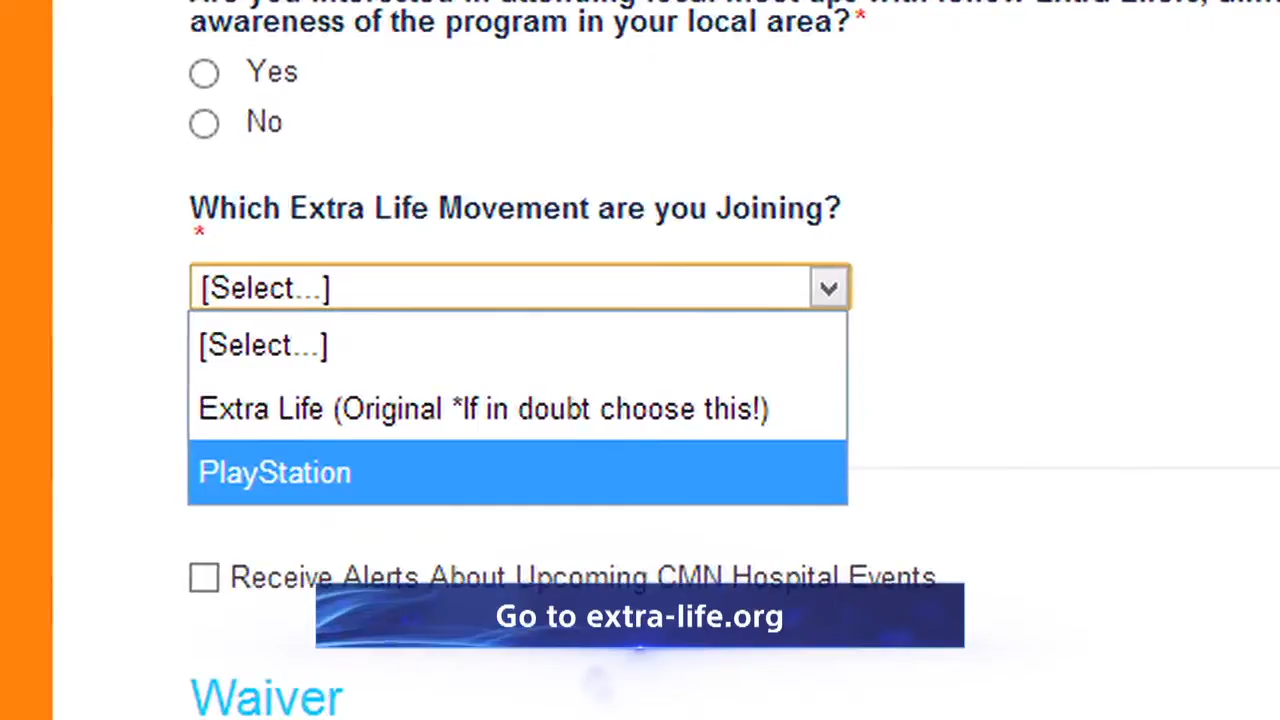 awareness of the program in your local area?*
Yes
No
Which Extra Life Movement are you Joining?
*
[Select...]
[Select...]
Extra Life (Original *If in doubt choose this!)
PlayStation
Receive Alerts About Upcoming CMN Hospital Events
Go to extra-life.org
Waiver